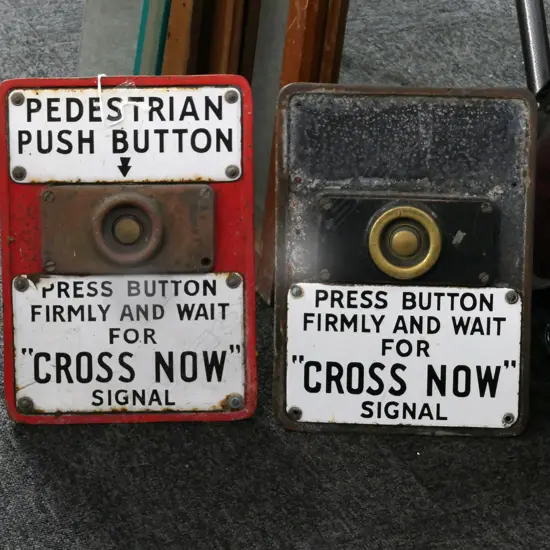 PEDESTRIAN
PUSH BUTTON
PRESS BUTTON
FIRMLY AND WAIT
FOR
"CROSS NOW"
SIGNAL
PRESS BUTTON
FIRMLY AND WAIT
FOR
"CROSS NOW"
SIGNAL